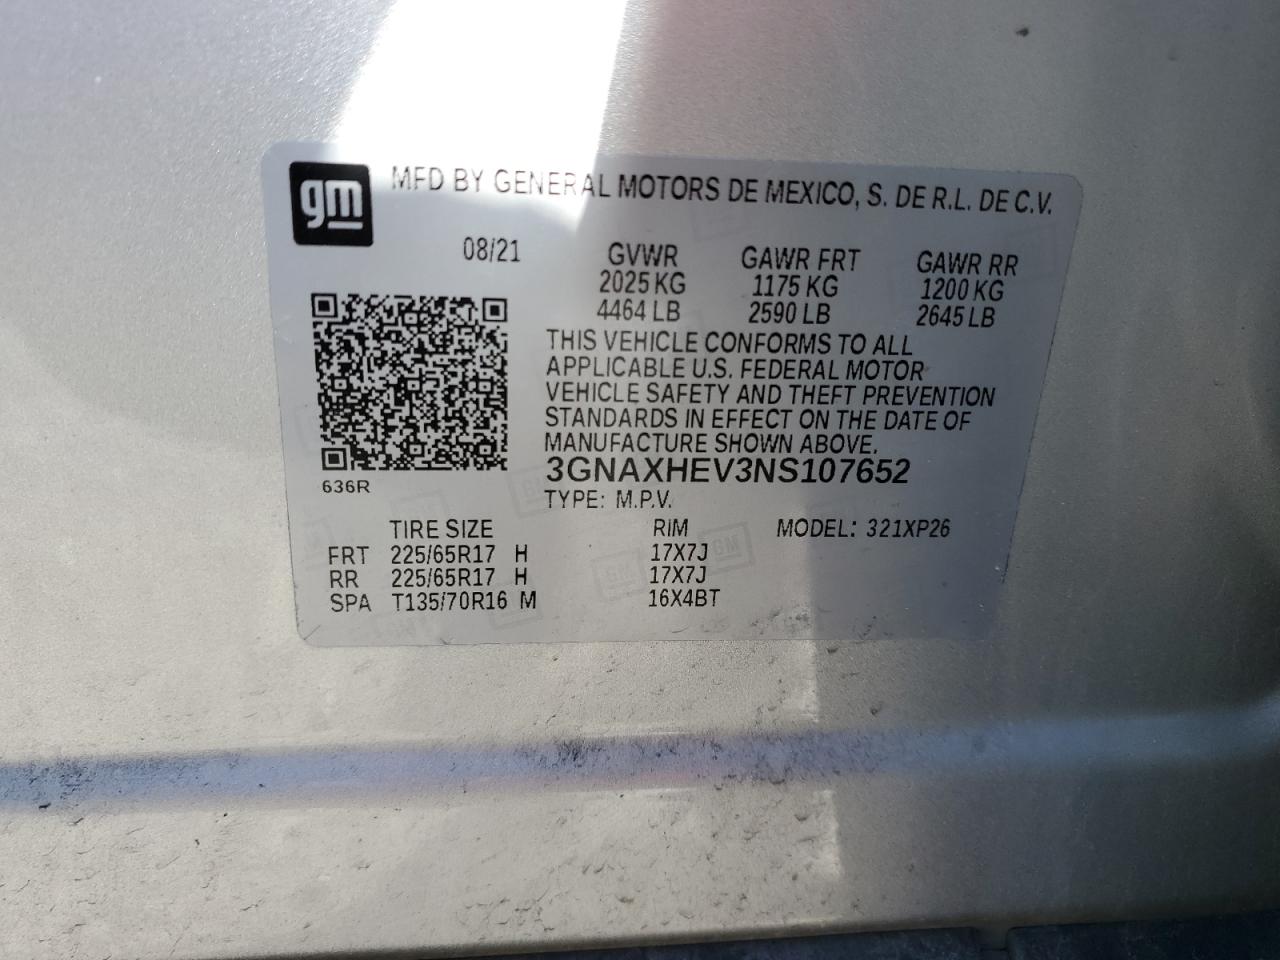 gm
MFD BY GENERAL MOTORS DE MEXICO, S. DE R.L. DE C.V.
08/21
GVWR GAWR FRT GAWR RR
2025 KG 1175 KG 1200 KG
4464 LB 2590 LB 2645 LB
THIS VEHICLE CONFORMS TO ALL
APPLICABLE U.S. FEDERAL MOTOR
VEHICLE SAFETY AND THEFT PREVENTION
STANDARDS IN EFFECT ON THE DATE OF
MANUFACTURE SHOWN ABOVE.
3GNAXHEV3NS107652
636R
TYPE: M.P.V.
TIRE SIZE RIM MODEL: 321XP26
FRT 225/65R17 H 17X7J
RR 225/65R17 H 17X7J
SPA T135/70R16 M 16X4BT
GM
GM
GM